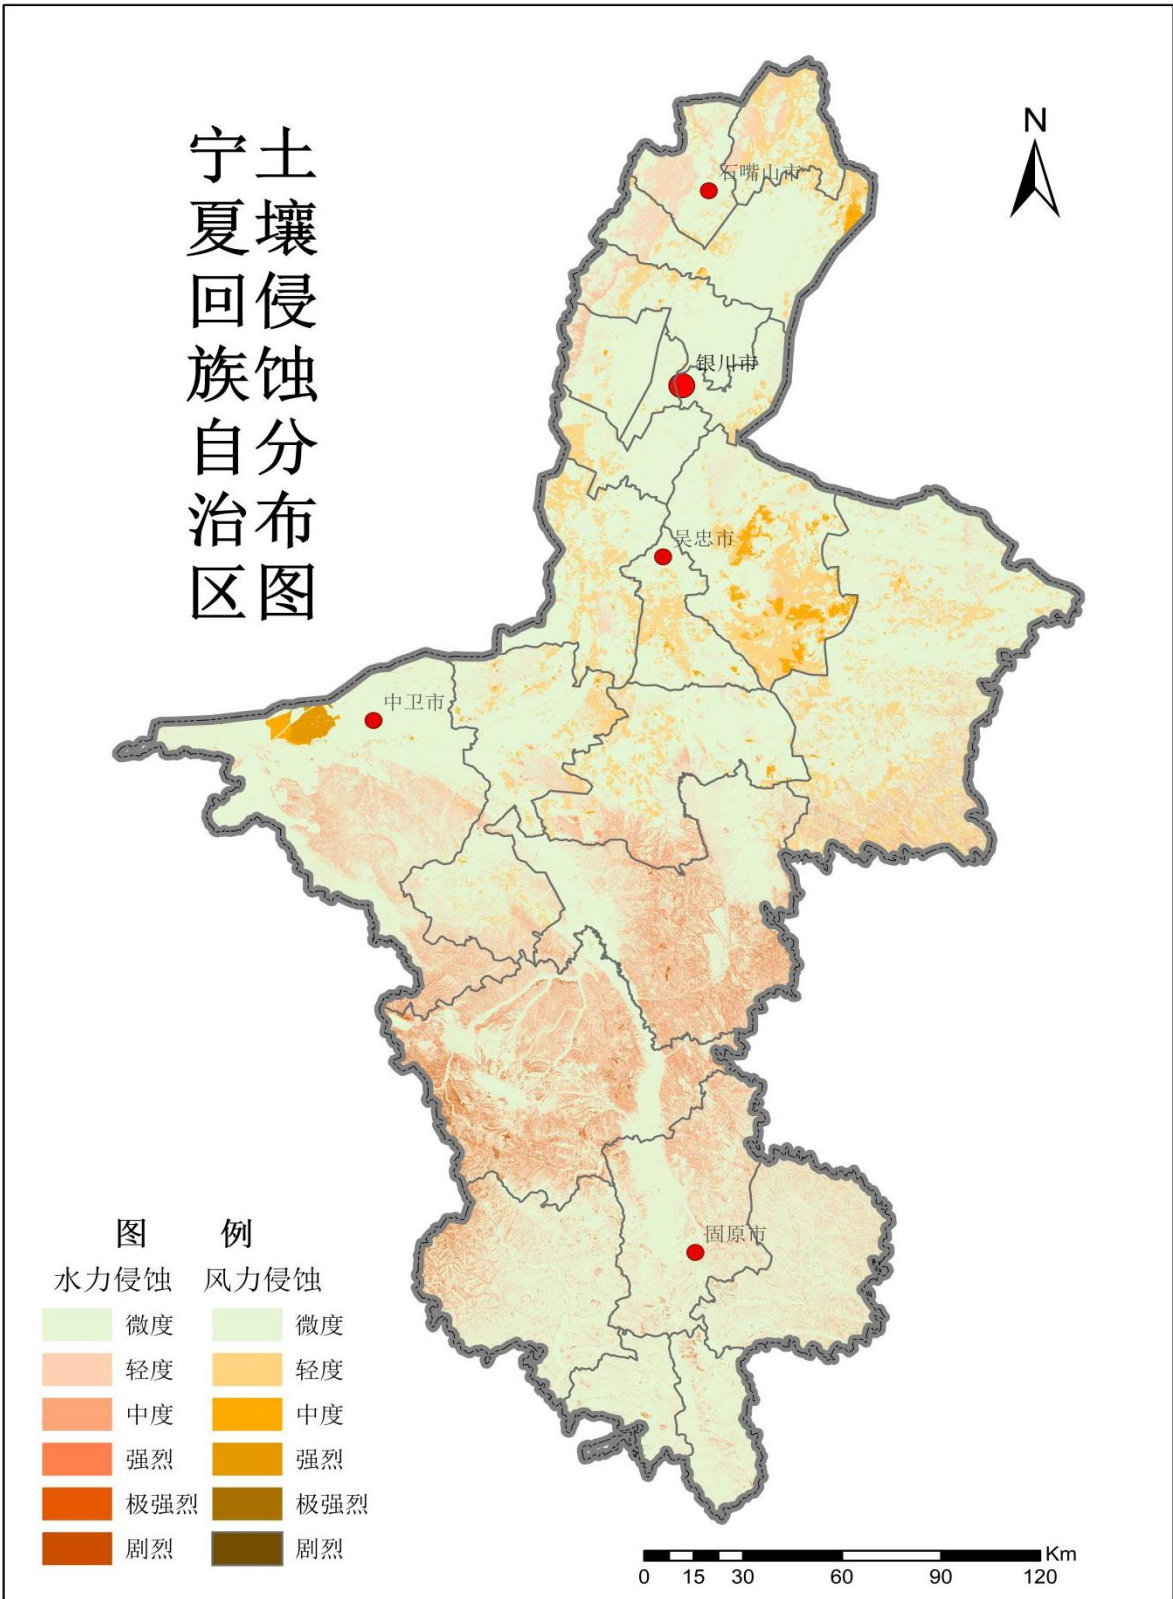 宁夏回族自治区
土壤侵蚀分布图
N
石嘴山市
银川市
吴忠市
中卫市
固原市
图 例
水力侵蚀 风力侵蚀
微度 微度
轻度 轻度
中度 中度
强烈 强烈
极强烈 极强烈
剧烈 剧烈
Km
0 15 30 60 90 120